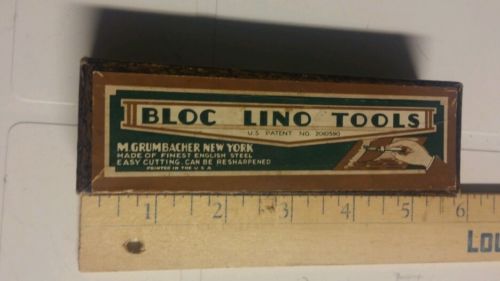 BLOC LINO TOOLS
U.S. PATENT NO. 2060590
M. GRUMBACHER NEW YORK
MADE OF FINEST ENGLISH STEEL
EASY CUTTING. CAN BE RESHARPENED
PRINTED IN THE U.S.A.
1 2 3 4 5 6
LOU